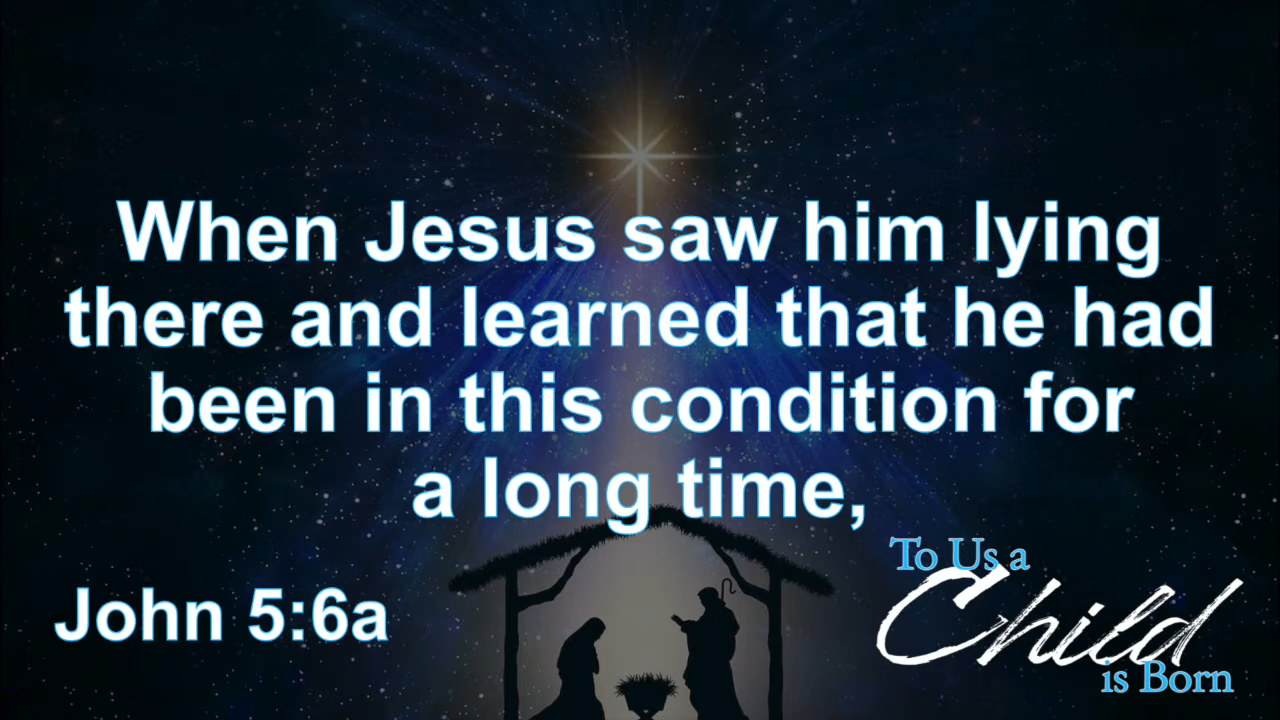 When Jesus saw him lying
there and learned that he had
been in this condition for
a long time,
John 5:6a
To Us a
Child
is Born